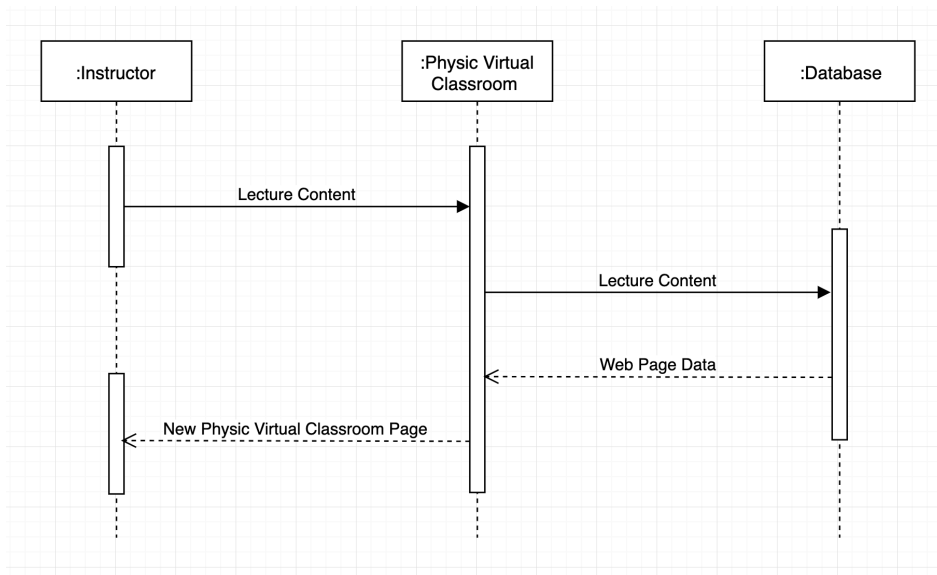 :Instructor
:Physic Virtual
Classroom
:Database
Lecture Content
Lecture Content
Web Page Data
New Physic Virtual Classroom Page